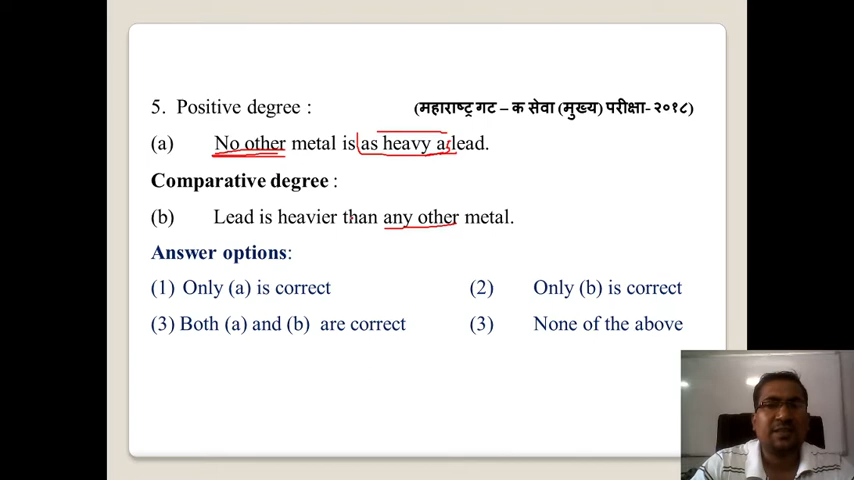 5. Positive degree : (महाराष्ट्र गट – क सेवा (मुख्य) परीक्षा- २०१८)
(a) No other metal is as heavy as lead.
Comparative degree :
(b) Lead is heavier than any other metal.
Answer options:
(1) Only (a) is correct (2) Only (b) is correct
(3) Both (a) and (b) are correct (3) None of the above